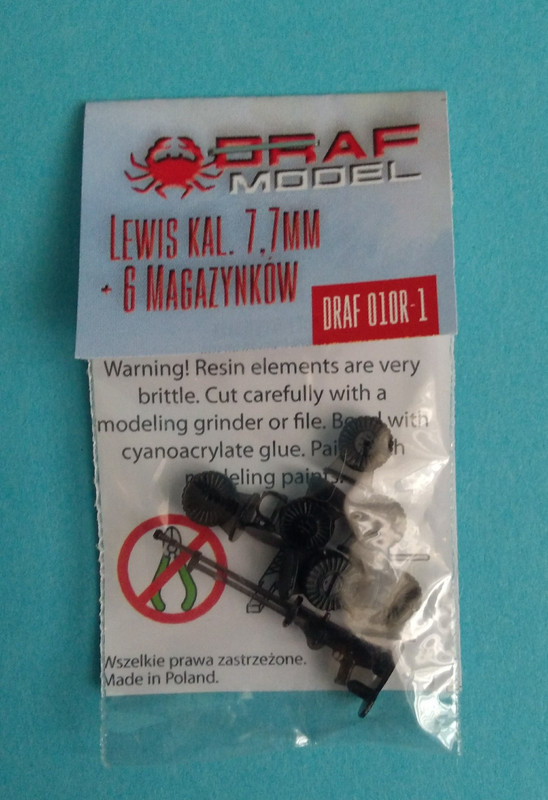 DRAF
MODEL
LEWIS KAL. 7,7MM
+ 6 MAGAZYNKÓW
DRAF 010R-1
Warning! Resin elements are very
brittle. Cut carefully with a
modeling grinder or file. with
cyanoacrylate glue.
Wszelkie prawa zastrzeżone.
Made in Poland.